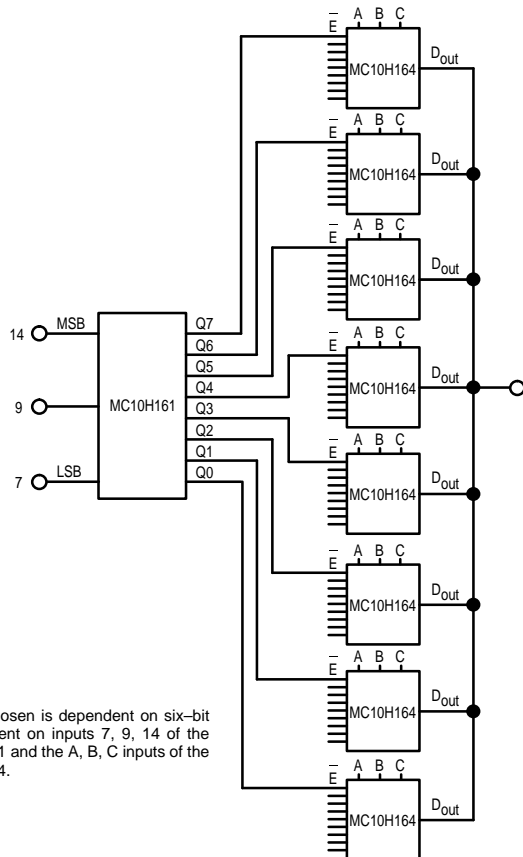 E A B C
MC10H164 Dout
E A B C
MC10H164 Dout
E A B C
MC10H164 Dout
14 MSB
9
7 LSB
MC10H161
Q7
Q6
Q5
Q4
Q3
Q2
Q1
Q0
E A B C
MC10H164 Dout
E A B C
MC10H164 Dout
E A B C
MC10H164 Dout
E A B C
MC10H164 Dout
E A B C
MC10H164 Dout
osen is dependent on six–bit
ent on inputs 7, 9, 14 of the
1 and the A, B, C inputs of the
4.